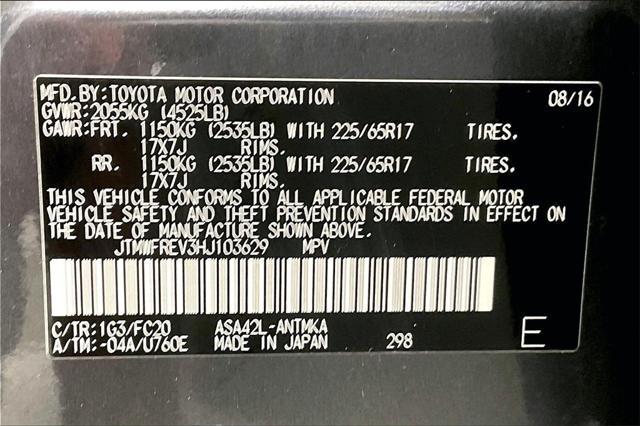 MFD. BY: TOYOTA MOTOR CORPORATION 08/16
GVWR: 2055KG (4525LB)
GAWR: FRT. 1150KG (2535LB) WITH 225/65R17 TIRES.
17X7J RIMS.
RR. 1150KG (2535LB) WITH 225/65R17 TIRES.
17X7J RIMS.
THIS VEHICLE CONFORMS TO ALL APPLICABLE FEDERAL MOTOR
VEHICLE SAFETY AND THEFT PREVENTION STANDARDS IN EFFECT ON
THE DATE OF MANUFACTURE SHOWN ABOVE.
JTMWFREV3HJ103629 MPV
C/TR: 1G3/FC20 ASA42L-ANTMKA
A/TM: -04A/U760E MADE IN JAPAN 298 E